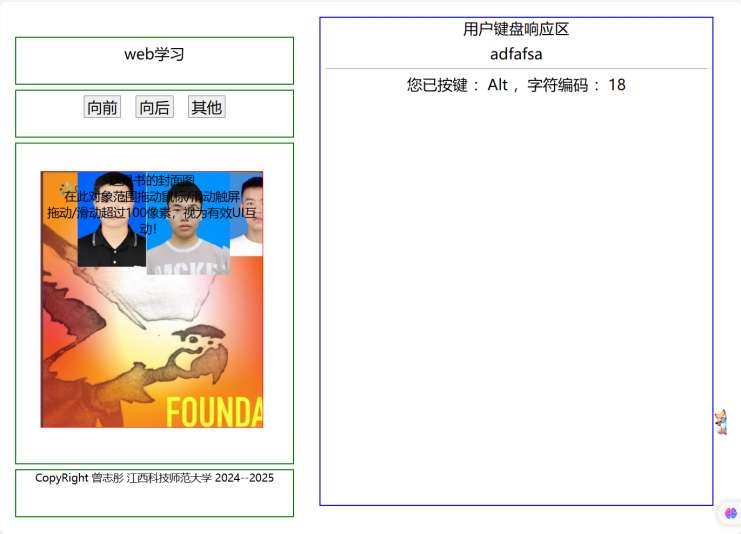 web学习
向前 向后 其他
这是书的封面图
在此对象范围拖动鼠标/滑动触屏
拖动/滑动超过100像素，视为有效UI互
动！
MCKE
FOUNDA
CopyRight 曾志彤 江西科技师范大学 2024--2025
用户键盘响应区
adfafsa
您已按键 ： Alt ，字符编码 ： 18